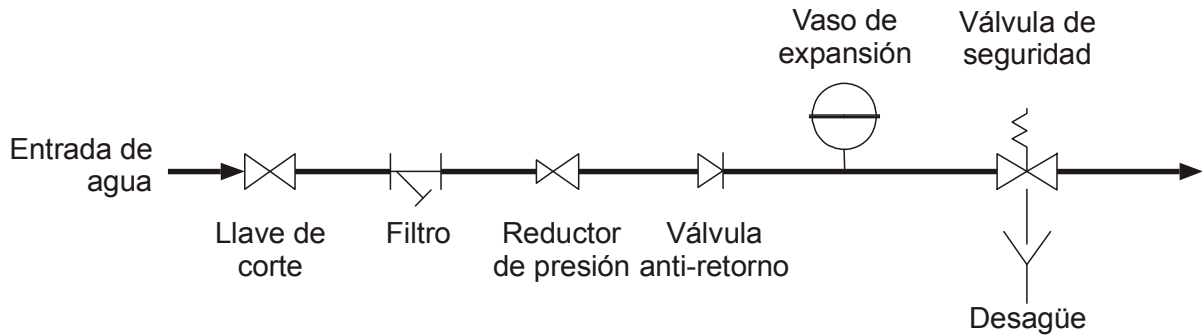 Vaso de
expansión
Válvula de
seguridad
Entrada de
agua
Llave de
corte
Filtro
Reductor
de presión
Válvula
anti-retorno
Desagüe